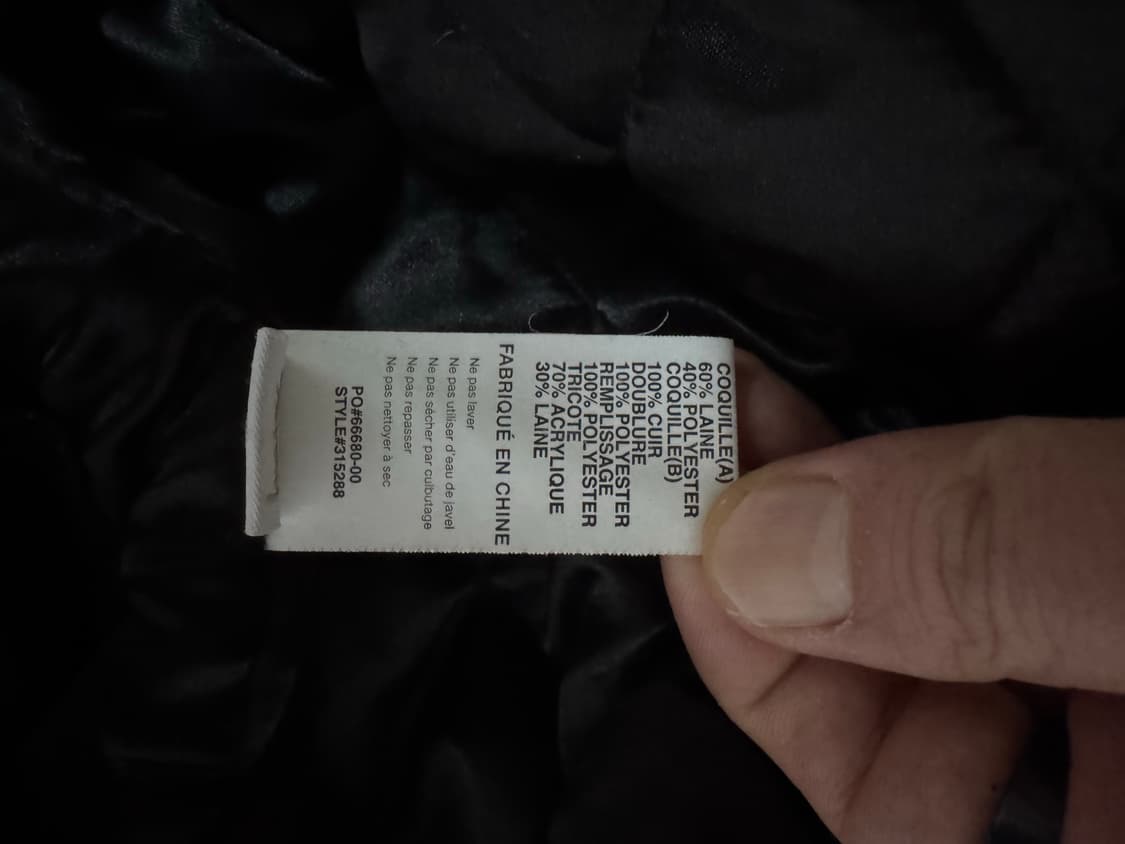 COQUILLE(A)
60% LAINE
40% POLYESTER
COQUILLE(B)
100% CUIR
DOUBLURE
100% POLYESTER
REMPLISSAGE
100% POLYESTER
TRICOTE
70% ACRYLIQUE
30% LAINE
FABRIQUÉ EN CHINE
Ne pas laver
Ne pas utiliser d'eau de javel
Ne pas sécher par culbutage
Ne pas repasser
Ne pas nettoyer à sec
PO#66680-00
STYLE#315288